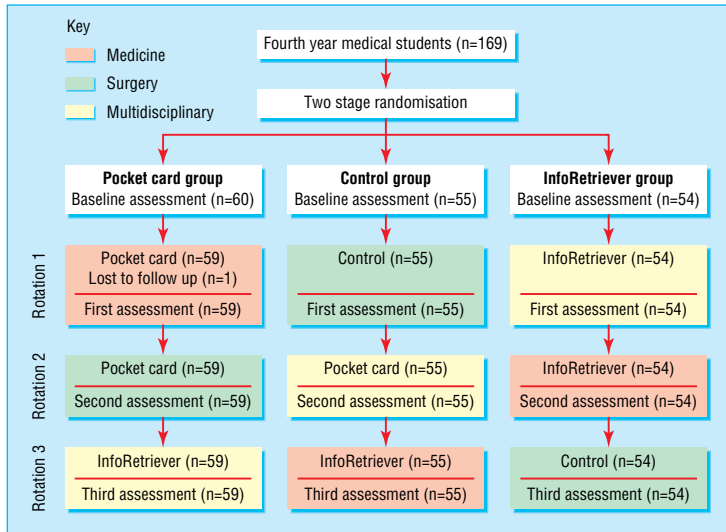 Key
Medicine
Surgery
Multidisciplinary
Fourth year medical students (n=169)
Two stage randomisation
Pocket card group
Baseline assessment (n=60)
Control group
Baseline assessment (n=55)
InfoRetriever group
Baseline assessment (n=54)
Rotation 1
Pocket card (n=59)
Lost to follow up (n=1)
First assessment (n=59)
Control (n=55)
First assessment (n=55)
InfoRetriever (n=54)
First assessment (n=54)
Rotation 2
Pocket card (n=59)
Second assessment (n=59)
Pocket card (n=55)
Second assessment (n=55)
InfoRetriever (n=54)
Second assessment (n=54)
Rotation 3
InfoRetriever (n=59)
Third assessment (n=59)
InfoRetriever (n=55)
Third assessment (n=55)
Control (n=54)
Third assessment (n=54)